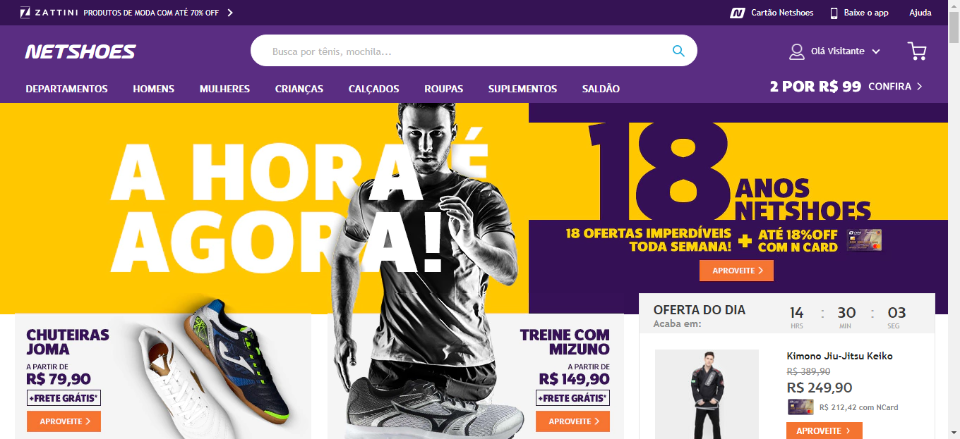 ZATTINI PRODUTOS DE MODA COM ATÉ 70% OFF
Cartão Netshoes
Baixe o app
Ajuda
NETSHOES
Busca por tênis, mochila...
Olá Visitante
DEPARTAMENTOS
HOMENS
MULHERES
CRIANÇAS
CALÇADOS
ROUPAS
SUPLEMENTOS
SALDÃO
2 POR R$ 99 CONFIRA
A HORA É
AGORA!
18
ANOS
NETSHOES
18 OFERTAS IMPERDÍVEIS
TODA SEMANA!
+
ATÉ 18%OFF
COM N CARD
APROVEITE
CHUTEIRAS
JOMA
A PARTIR DE
R$ 79,90
+FRETE GRÁTIS*
APROVEITE
TREINE COM
MIZUNO
A PARTIR DE
R$ 149,90
+FRETE GRÁTIS*
APROVEITE
OFERTA DO DIA
Acaba em:
14 : 30 : 03
HRS MIN SEG
Kimono Jiu-Jitsu Keiko
R$ 389,90
R$ 249,90
R$ 212,42 com NCard
APROVEITE